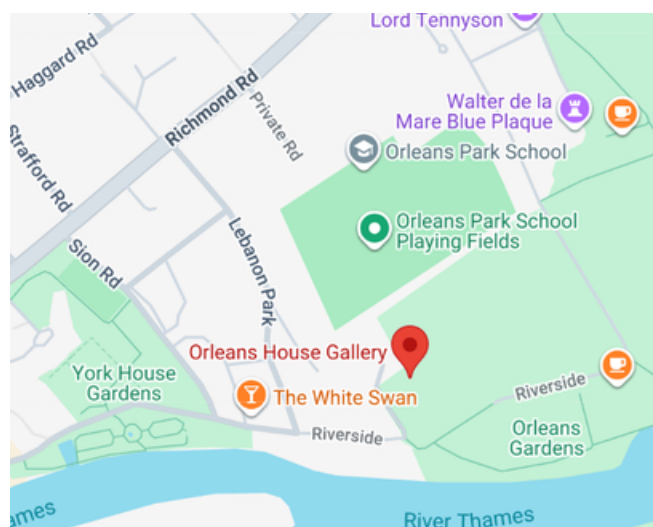 Lord Tennyson
Haggard Rd
Richmond Rd
Private Rd
Walter de la
Mare Blue Plaque
Strafford Rd
Orleans Park School
Orleans Park School
Playing Fields
Sion Rd
Lebanon Park
Orleans House Gallery
York House
Gardens
The White Swan
Riverside
Riverside
Orleans
Gardens
ames
River Thames